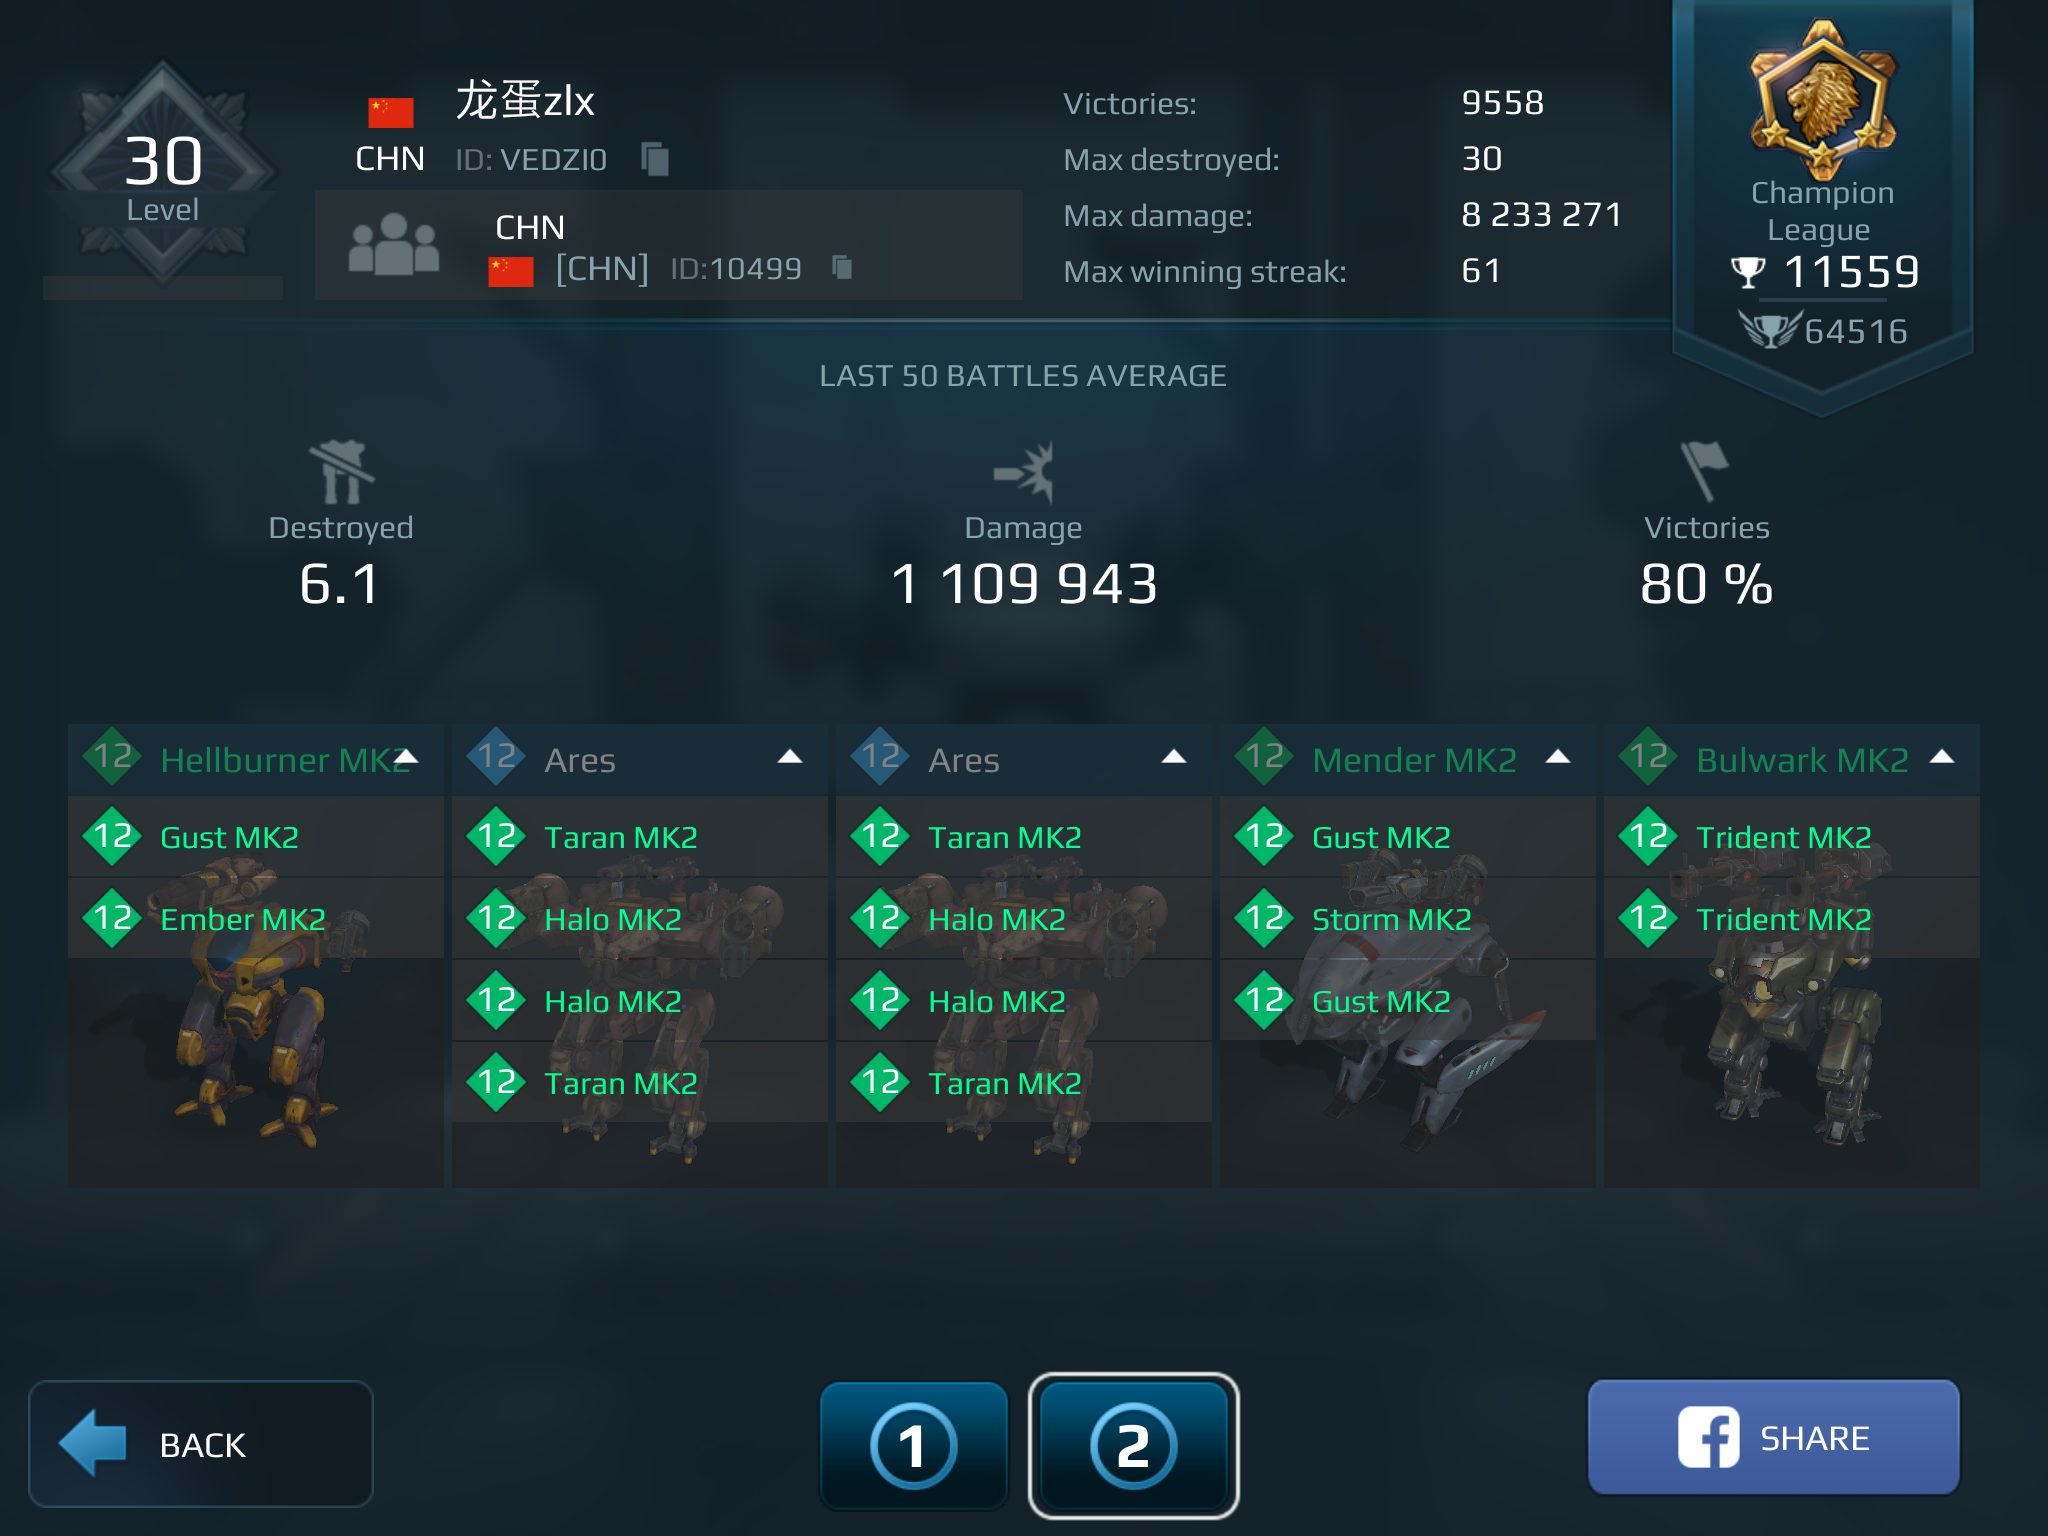 30
Level
龙蛋zlx
CHN
ID: VEDZI0
CHN
[CHN] ID:10499
Victories: 9558
Max destroyed: 30
Max damage: 8 233 271
Max winning streak: 61
Champion
League
11559
64516
LAST 50 BATTLES AVERAGE
Destroyed
6.1
Damage
1 109 943
Victories
80 %
12 Hellburner MK2
12 Gust MK2
12 Ember MK2
12 Ares
12 Taran MK2
12 Halo MK2
12 Halo MK2
12 Taran MK2
12 Ares
12 Taran MK2
12 Halo MK2
12 Halo MK2
12 Taran MK2
12 Mender MK2
12 Gust MK2
12 Storm MK2
12 Gust MK2
12 Bulwark MK2
12 Trident MK2
12 Trident MK2
BACK
1
2
SHARE